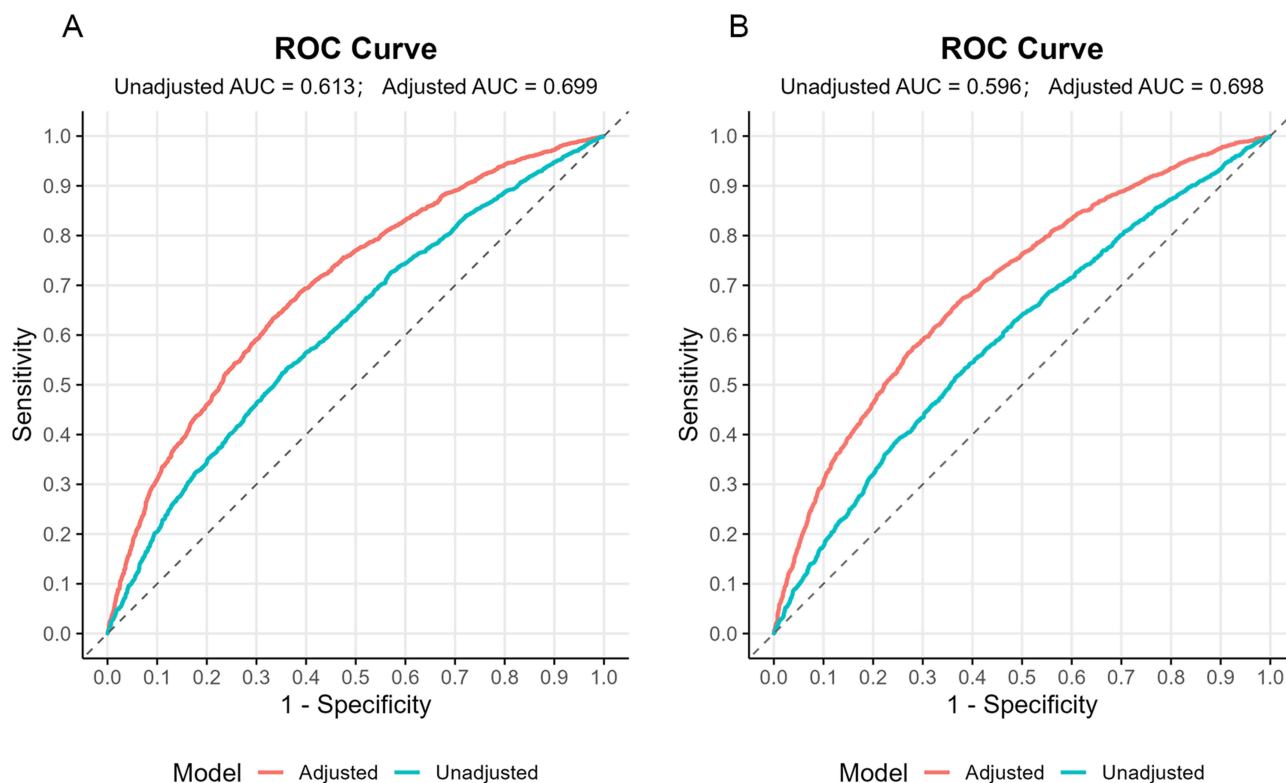 A
ROC Curve
Unadjusted AUC = 0.613; Adjusted AUC = 0.699
1.0
0.9
0.8
0.7
0.6
0.5
0.4
0.3
0.2
0.1
0.0
Sensitivity
0.0 0.1 0.2 0.3 0.4 0.5 0.6 0.7 0.8 0.9 1.0
1 - Specificity
Model Adjusted Unadjusted
B
ROC Curve
Unadjusted AUC = 0.596; Adjusted AUC = 0.698
1.0
0.9
0.8
0.7
0.6
0.5
0.4
0.3
0.2
0.1
0.0
Sensitivity
0.0 0.1 0.2 0.3 0.4 0.5 0.6 0.7 0.8 0.9 1.0
1 - Specificity
Model Adjusted Unadjusted